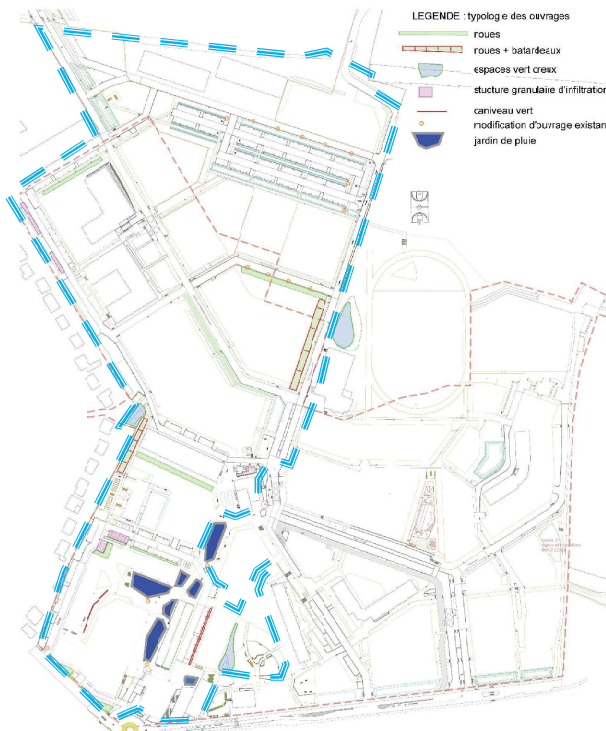 LEGENDE : typologie des ouvrages
roues
roues + batardeaux
espaces vert creux
stucture granulaire d'infiltration
caniveau vert
modification d'ouvrage existan
jardin de pluie